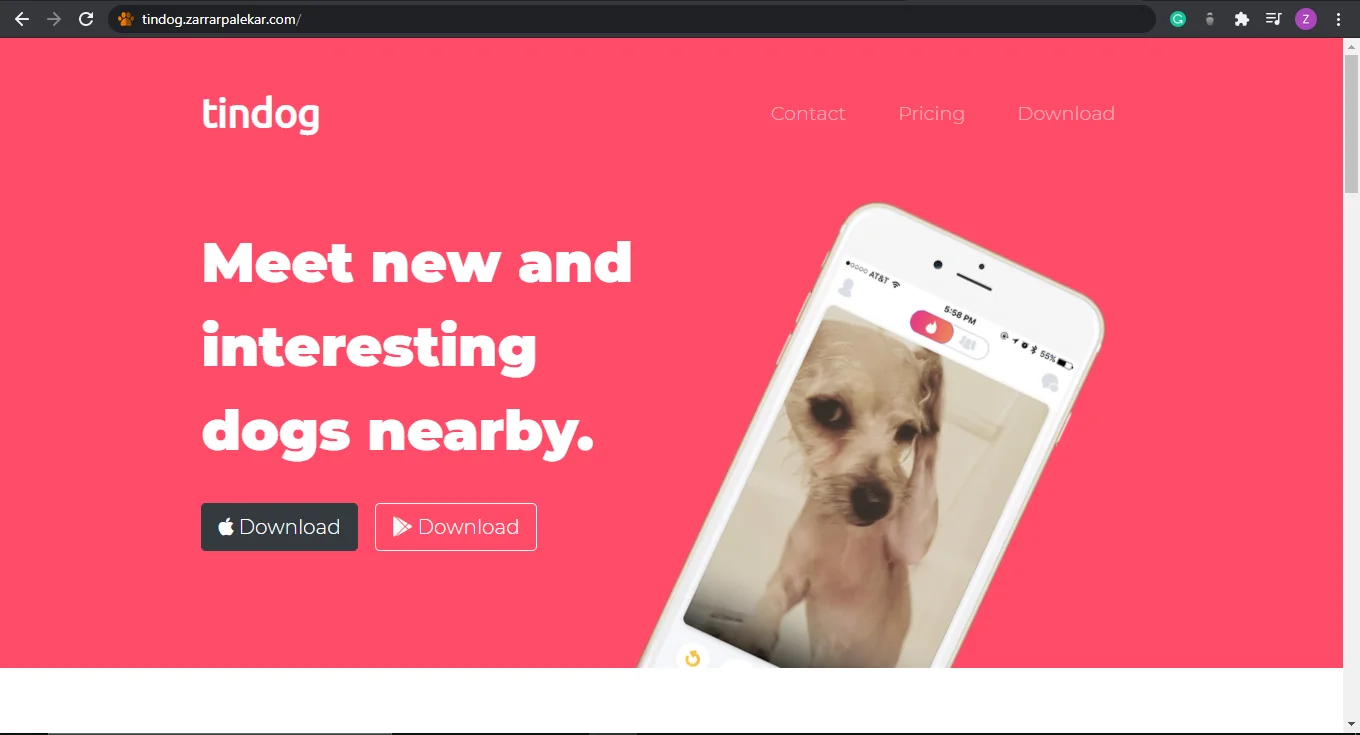 tindog.zarrarpalekar.com/
Z
tindog
Contact Pricing Download
Meet new and
interesting
dogs nearby.
Download Download
AT&T
5:58 PM
55%